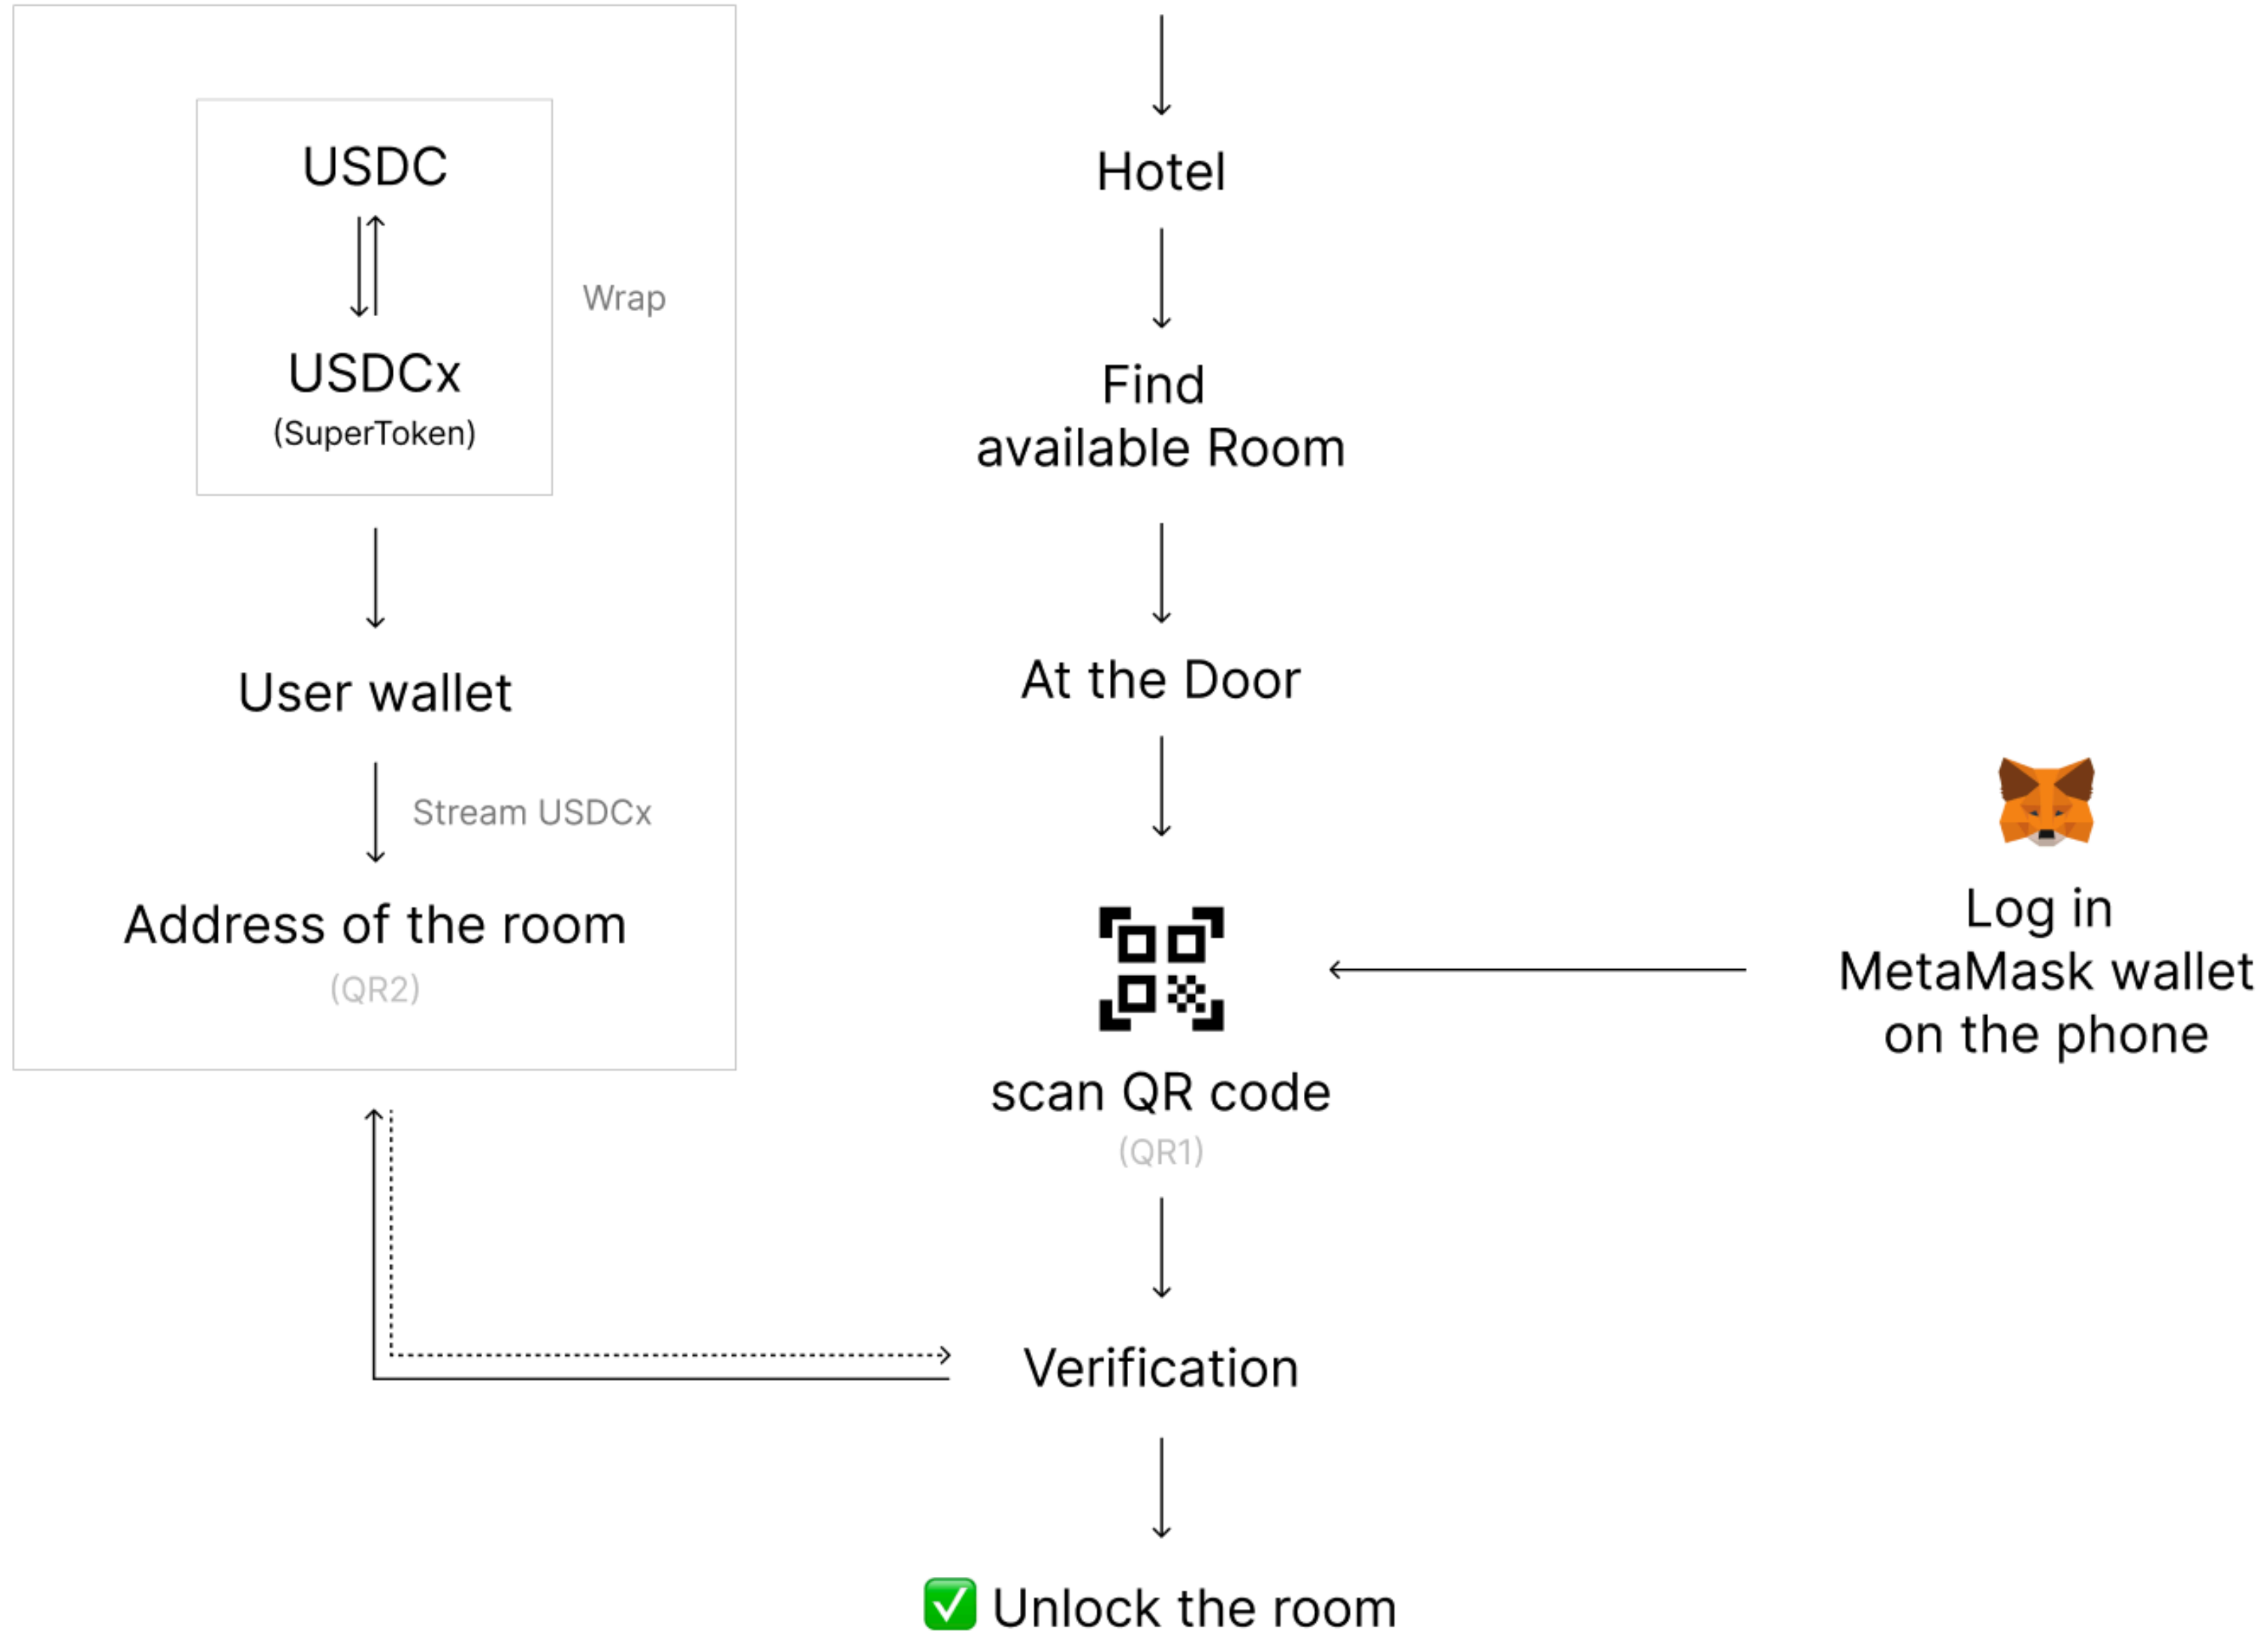 USDC
Wrap
USDCx
(SuperToken)
User wallet
Stream USDCx
Address of the room
(QR2)
Hotel
Find
available Room
At the Door
scan QR code
(QR1)
Verification
✅ Unlock the room
Log in
MetaMask wallet
on the phone